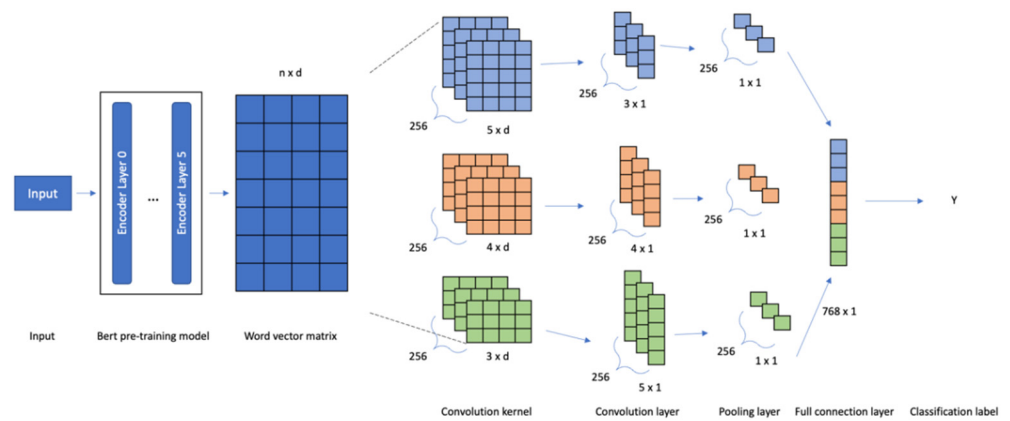 n x d
Input
Encoder Layer 0
...
Encoder Layer 5
256
5 x d
256
3 x 1
256
1 x 1
256
4 x d
256
4 x 1
256
1 x 1
256
3 x d
256
5 x 1
256
1 x 1
768 x 1
Y
Input
Bert pre-training model
Word vector matrix
Convolution kernel
Convolution layer
Pooling layer
Full connection layer
Classification label